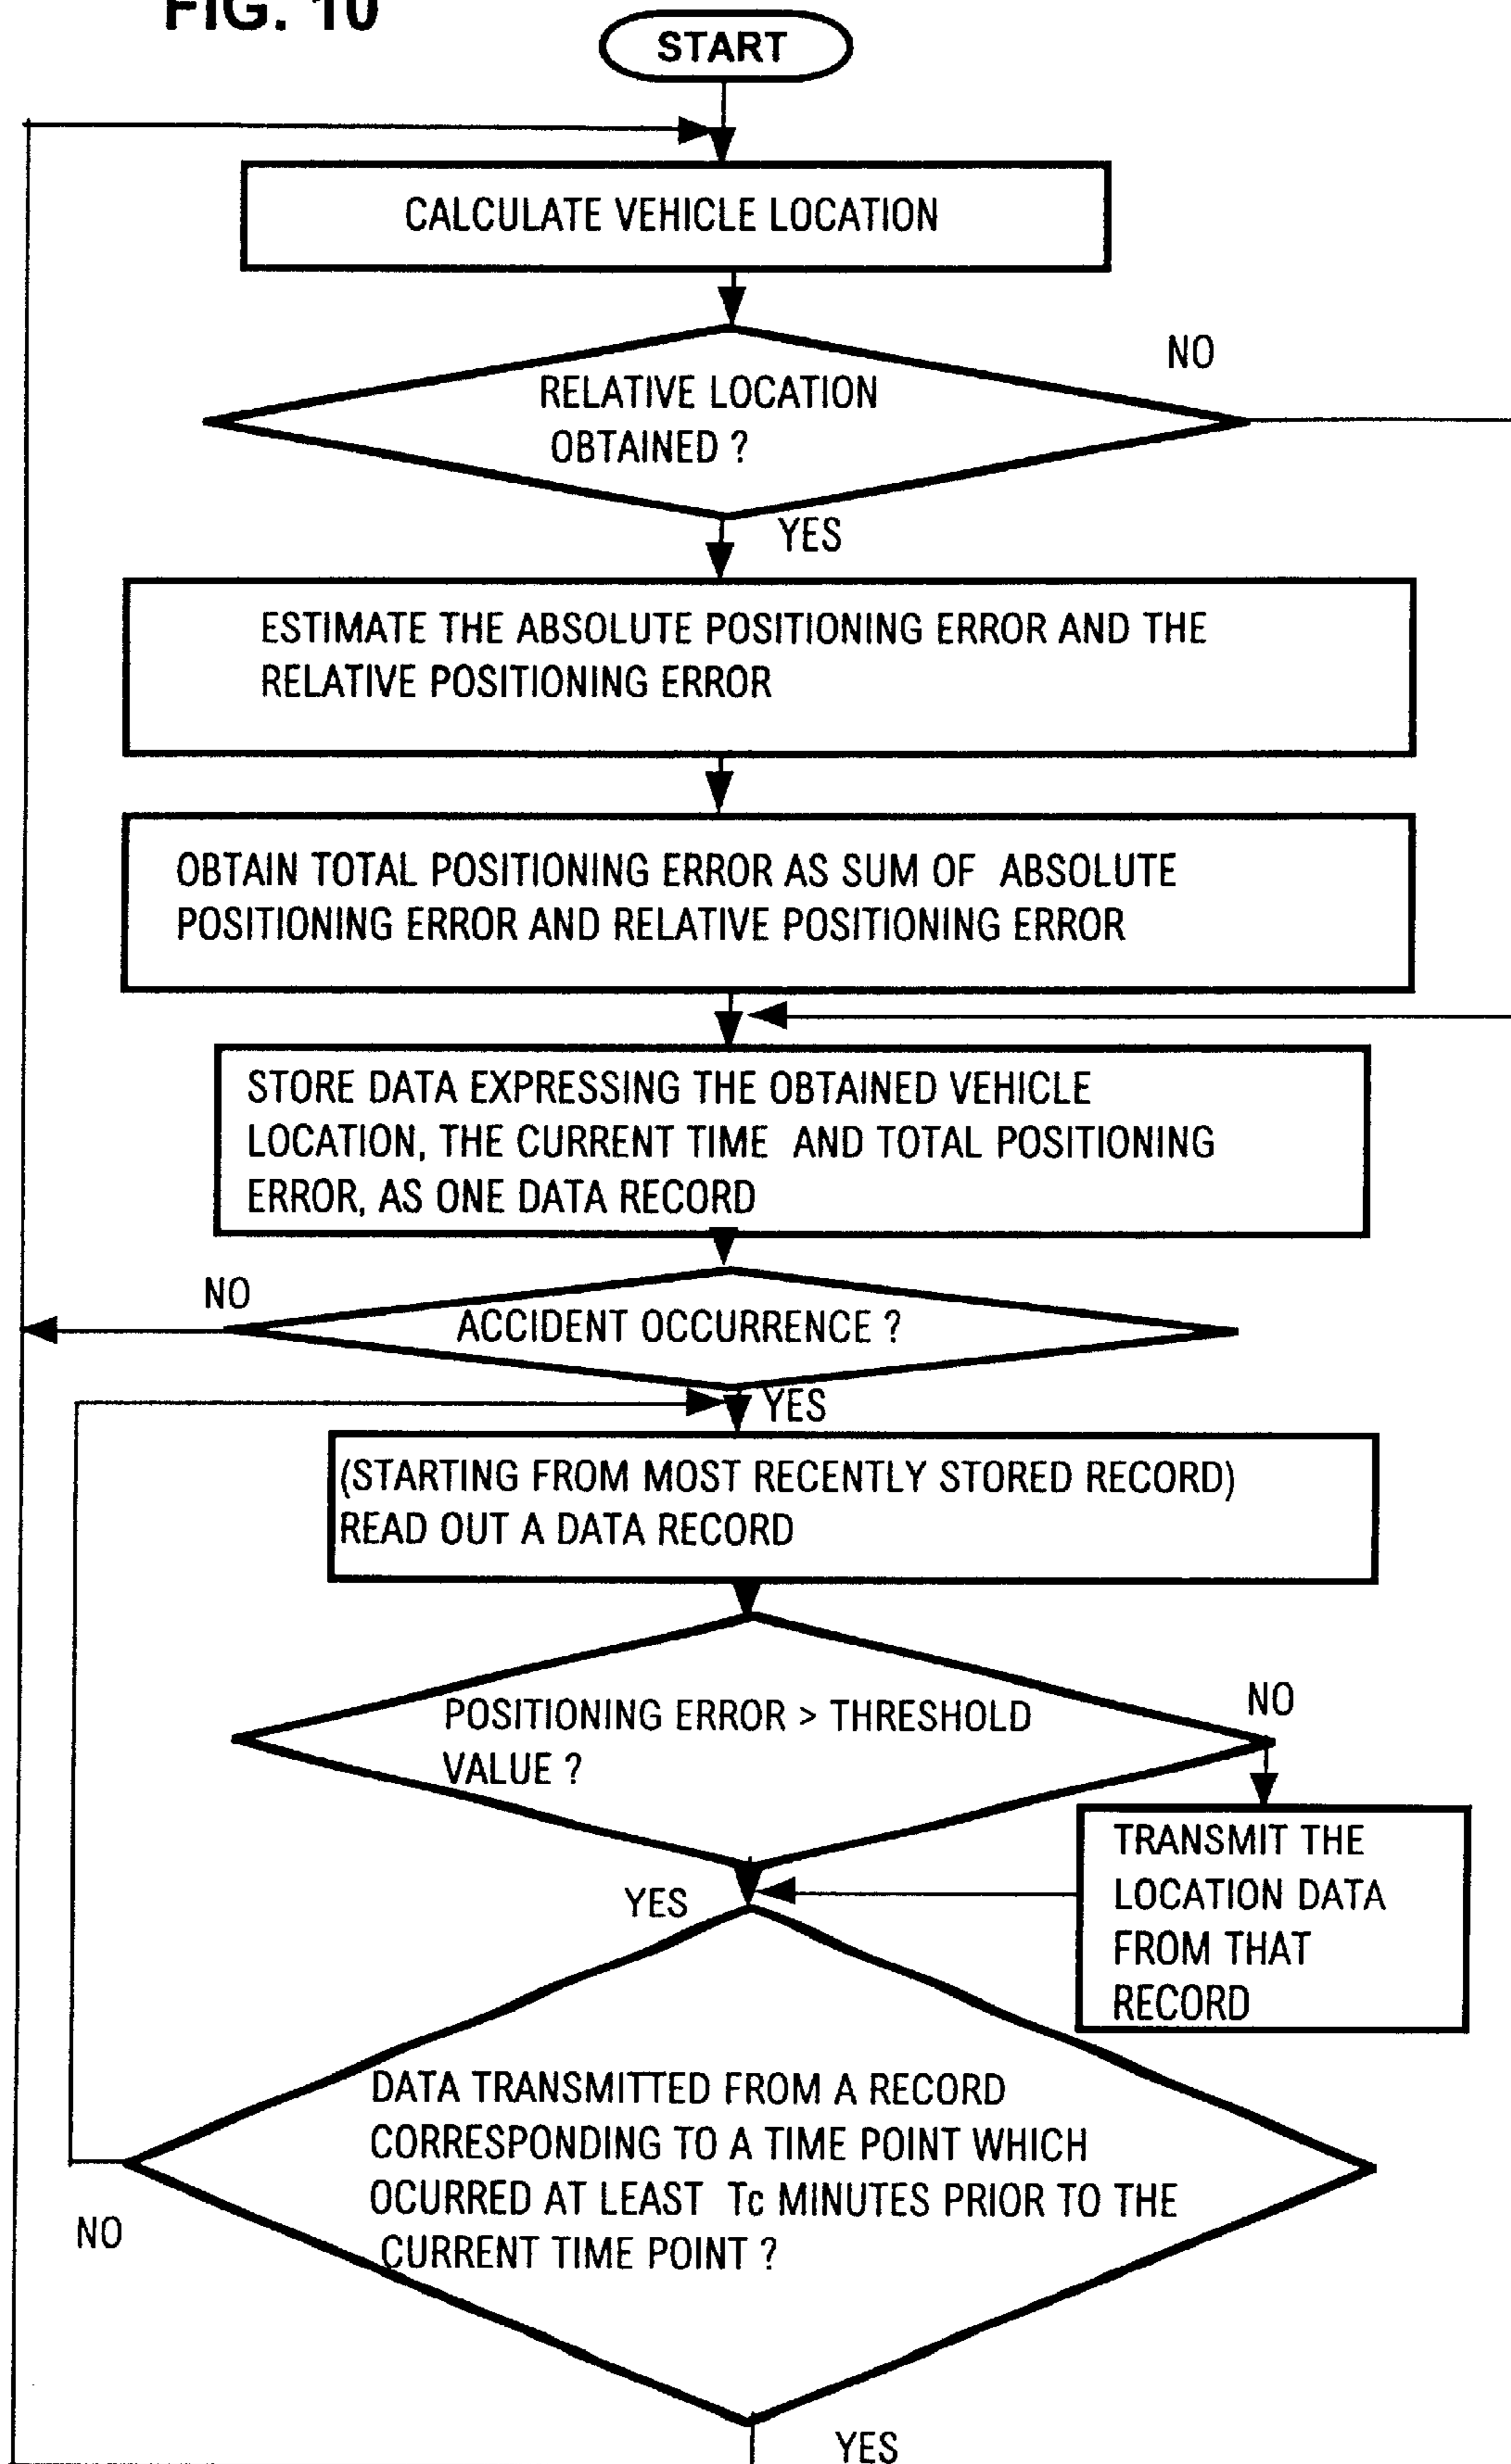 FIG. 10
START
CALCULATE VEHICLE LOCATION
NO
RELATIVE LOCATION
OBTAINED ?
YES
ESTIMATE THE ABSOLUTE POSITIONING ERROR AND THE
RELATIVE POSITIONING ERROR
OBTAIN TOTAL POSITIONING ERROR AS SUM OF ABSOLUTE
POSITIONING ERROR AND RELATIVE POSITIONING ERROR
STORE DATA EXPRESSING THE OBTAINED VEHICLE
LOCATION, THE CURRENT TIME AND TOTAL POSITIONING
ERROR, AS ONE DATA RECORD
NO
ACCIDENT OCCURRENCE ?
YES
(STARTING FROM MOST RECENTLY STORED RECORD)
READ OUT A DATA RECORD
NO
POSITIONING ERROR > THRESHOLD
VALUE ?
TRANSMIT THE
LOCATION DATA
FROM THAT
RECORD
YES
DATA TRANSMITTED FROM A RECORD
CORRESPONDING TO A TIME POINT WHICH
OCURRED AT LEAST Tc MINUTES PRIOR TO THE
CURRENT TIME POINT ?
NO
YES